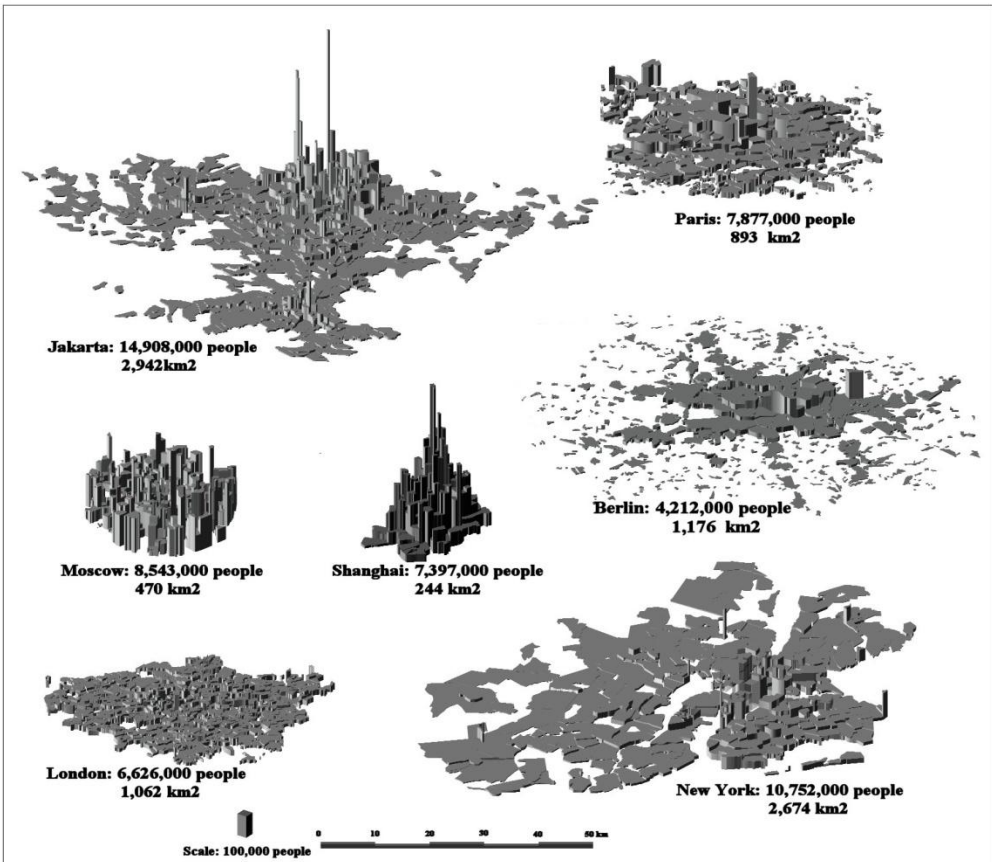 Paris: 7,877,000 people
893 km2
Jakarta: 14,908,000 people
2,942km2
Berlin: 4,212,000 people
1,176 km2
Moscow: 8,543,000 people
470 km2
Shanghai: 7,397,000 people
244 km2
London: 6,626,000 people
1,062 km2
New York: 10,752,000 people
2,674 km2
Scale: 100,000 people
0 10 20 30 40 50 km